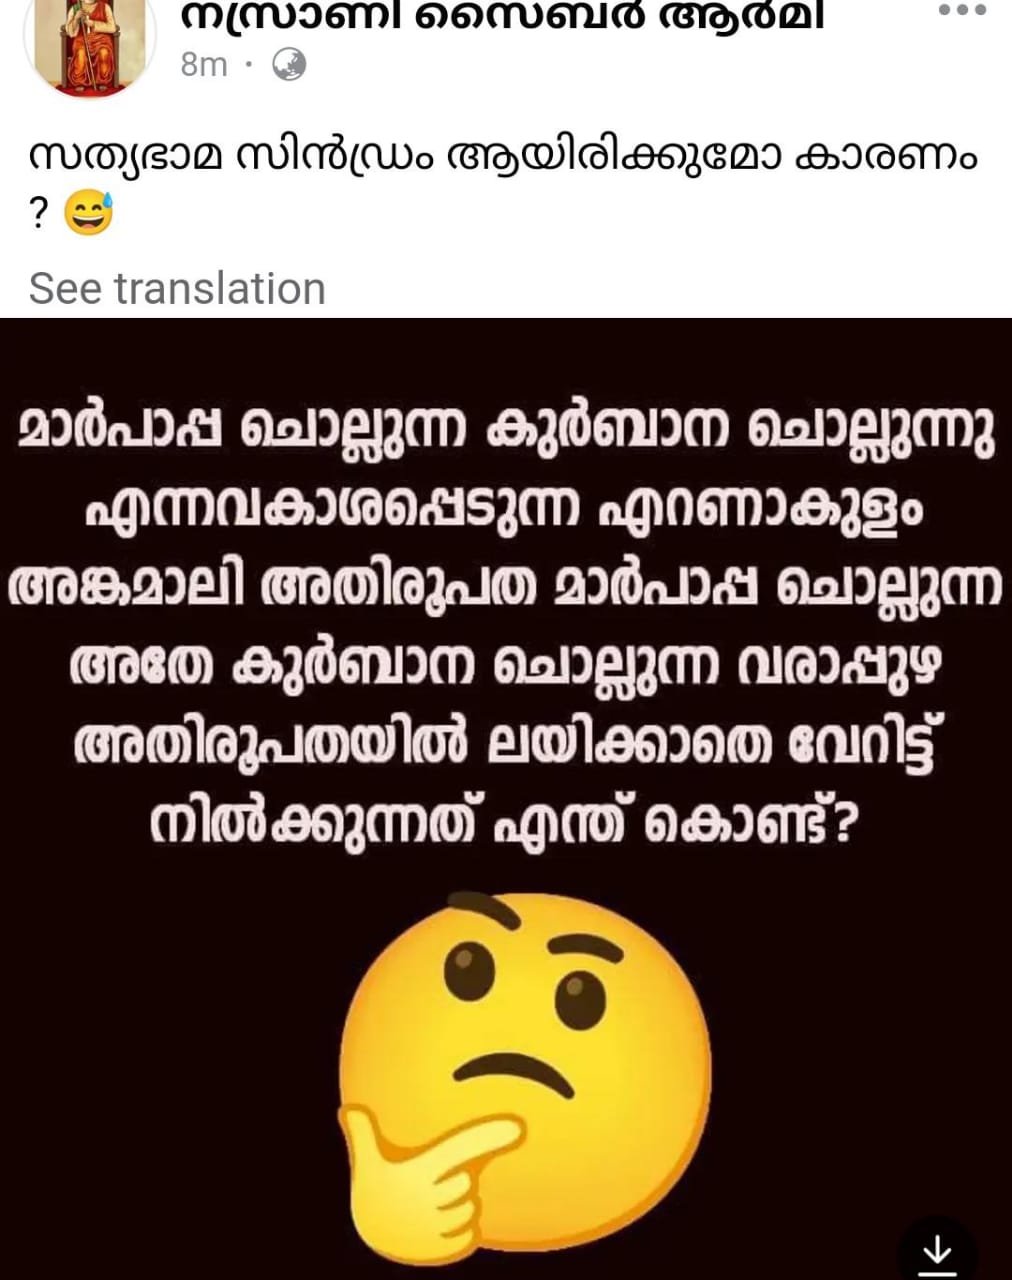 നസ്രാണി സൈബർ ആർമി
8m ·
സത്യഭാമ സിൻഡ്രം ആയിരിക്കുമോ കാരണം
? 😅
See translation
മാർപാപ്പ ചൊല്ലുന്ന കുർബാന ചൊല്ലുന്നു
എന്നവകാശപ്പെടുന്ന എറണാകുളം
അങ്കമാലി അതിരൂപത മാർപാപ്പ ചൊല്ലുന്ന
അതേ കുർബാന ചൊല്ലുന്ന വരാപ്പുഴ
അതിരൂപതയിൽ ലയിക്കാതെ വേറിട്ട്
നിൽക്കുന്നത് എന്ത് കൊണ്ട്?